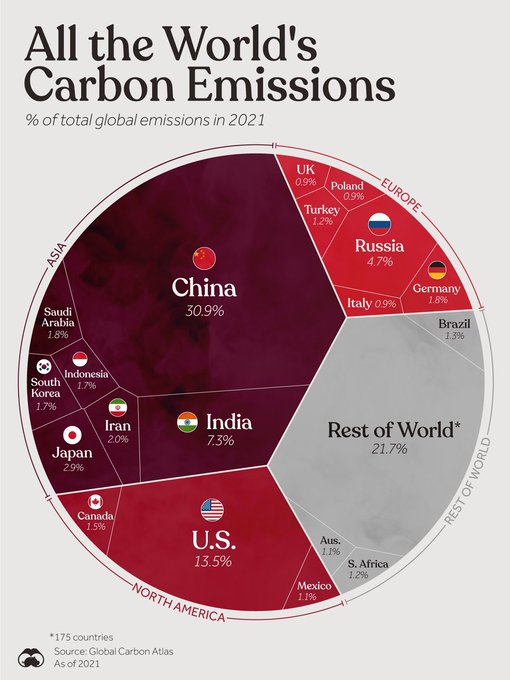 All the World's
Carbon Emissions
% of total global emissions in 2021
ASIA
China
30.9%
Saudi
Arabia
1.8%
Indonesia
1.7%
South
Korea
1.7%
Iran
2.0%
India
7.3%
Japan
2.9%
EUROPE
UK
0.9%
Poland
0.9%
Turkey
1.2%
Russia
4.7%
Germany
1.8%
Italy 0.9%
REST OF WORLD
Brazil
1.3%
Rest of World*
21.7%
Aus.
1.1%
S. Africa
1.2%
NORTH AMERICA
Canada
1.5%
U.S.
13.5%
Mexico
1.1%
*175 countries
Source: Global Carbon Atlas
As of 2021